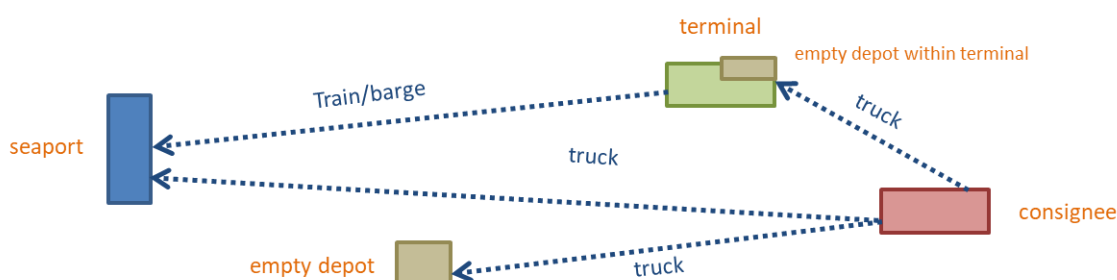 terminal
empty depot within terminal
Train/barge
truck
seaport
truck
consignee
empty depot
truck